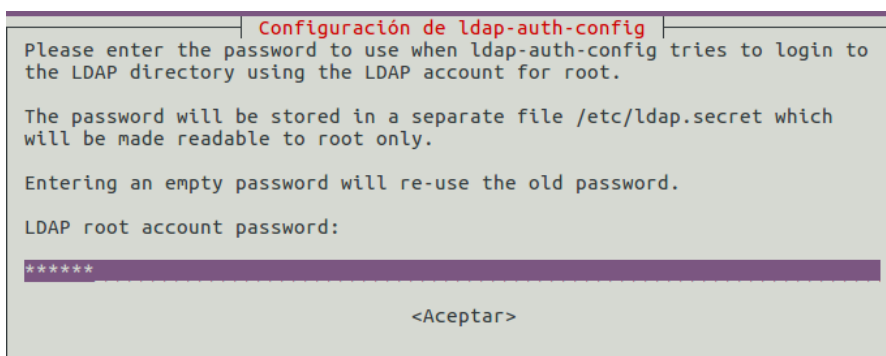 Configuración de ldap-auth-config
Please enter the password to use when ldap-auth-config tries to login to
the LDAP directory using the LDAP account for root.
The password will be stored in a separate file /etc/ldap.secret which
will be made readable to root only.
Entering an empty password will re-use the old password.
LDAP root account password:
******
<Aceptar>